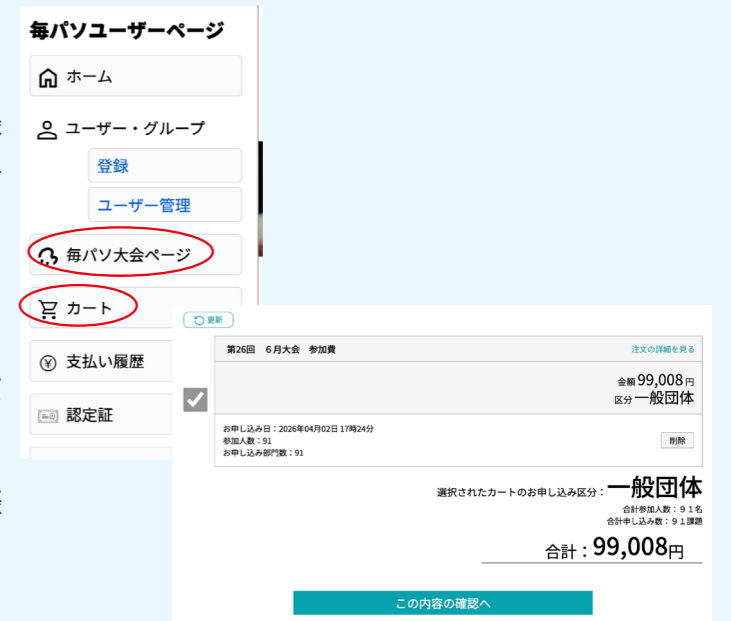 毎パソユーザーページ
ホーム
ユーザー・グループ
登録
ユーザー管理
毎パソ大会ページ
カート
支払い履歴
認定証
更新
第26回 6月大会 参加費
注文の詳細を見る
金額 99,008 円
区分 一般団体
お申し込み日：2026年04月02日 17時24分
参加人数：91
お申し込み部門数：91
削除
選択されたカートのお申し込み区分：一般団体
合計参加人数：９１名
合計申し込み数：９１課題
合計：99,008円
この内容の確認へ